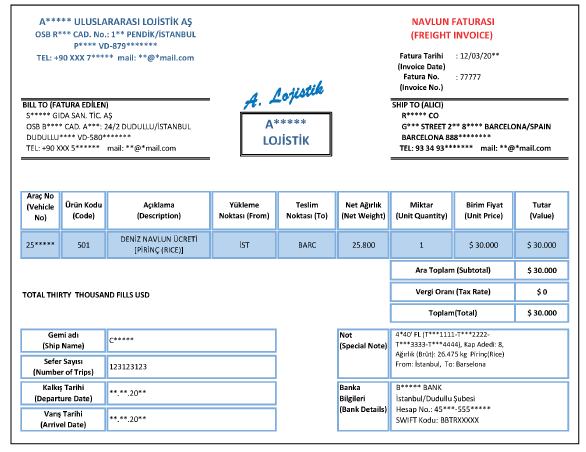 A***** ULUSLARARASI LOJİSTİK AŞ
OSB R*** CAD. No.: 1** PENDİK/İSTANBUL
P**** VD-879*******
TEL: +90 XXX 7***** mail: **@*mail.com
NAVLUN FATURASI
(FREIGHT INVOICE)
Fatura Tarihi : 12/03/20**
(Invoice Date)
Fatura No. : 77777
(Invoice No.)
A. Lojistik
A*****
LOJİSTİK
BILL TO (FATURA EDİLEN)
S***** GIDA SAN. TİC. AŞ
OSB B**** CAD. A***: 24/2 DUDULLU/İSTANBUL
DUDULLU**** VD-580*******
TEL: +90 XXX 5****** mail: **@*mail.com
SHIP TO (ALICI)
R***** CO
G*** STREET 2** 8**** BARCELONA/SPAIN
BARCELONA 888********
TEL: 93 34 93******* mail: **@*mail.com
Araç No (Vehicle No) Ürün Kodu (Code) Açıklama (Description) Yükleme Noktası (From) Teslim Noktası (To) Net Ağırlık (Net Weight) Miktar (Unit Quantity) Birim Fiyat (Unit Price) Tutar (Value)
25***** 501 DENİZ NAVLUN ÜCRETİ [PİRİNÇ (RICE)] İST BARC 25.800 1 $ 30.000 $ 30.000
Ara Toplam (Subtotal) $ 30.000
Vergi Oranı (Tax Rate) $ 0
Toplam(Total) $ 30.000
TOTAL THIRTY THOUSAND FILLS USD
Gemi adı
(Ship Name)
C*****
Sefer Sayısı
(Number of Trips)
123123123
Kalkış Tarihi
(Departure Date)
**.**.20**
Varış Tarihi
(Arrivel Date)
**.**.20**
Not
(Special Note)
4*40' FL (T***1111-T***2222-
T***3333-T***4444), Kap Adedi: 8,
Ağırlık (Brüt): 26.475 kg Pirinç(Rice)
From: İstanbul, To: Barselona
Banka
Bilgileri
(Bank Details)
B***** BANK
İstanbul/Dudullu Şubesi
Hesap No.: 45***-555*****
SWIFT Kodu: BBTRXXXXX